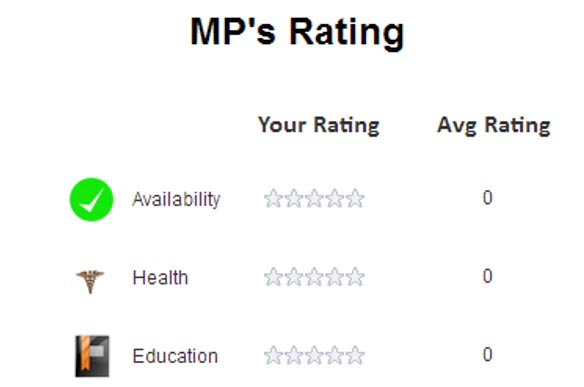 MP's Rating
Your Rating Avg Rating
Availability 0
Health 0
Education 0